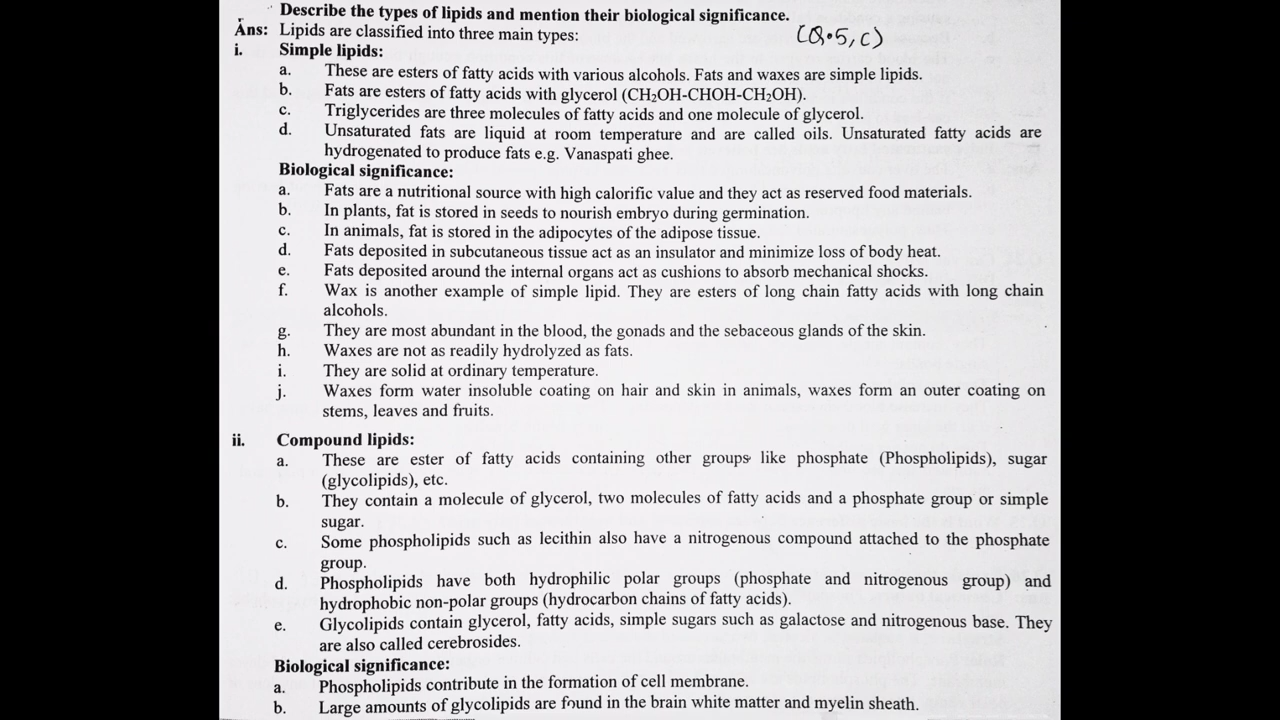 Describe the types of lipids and mention their biological significance.
Ans: Lipids are classified into three main types:
(Q.5,C)
i. Simple lipids:
a. These are esters of fatty acids with various alcohols. Fats and waxes are simple lipids.
b. Fats are esters of fatty acids with glycerol (CH₂OH-CHOH-CH₂OH).
c. Triglycerides are three molecules of fatty acids and one molecule of glycerol.
d. Unsaturated fats are liquid at room temperature and are called oils. Unsaturated fatty acids are
hydrogenated to produce fats e.g. Vanaspati ghee.
Biological significance:
a. Fats are a nutritional source with high calorific value and they act as reserved food materials.
b. In plants, fat is stored in seeds to nourish embryo during germination.
c. In animals, fat is stored in the adipocytes of the adipose tissue.
d. Fats deposited in subcutaneous tissue act as an insulator and minimize loss of body heat.
e. Fats deposited around the internal organs act as cushions to absorb mechanical shocks.
f. Wax is another example of simple lipid. They are esters of long chain fatty acids with long chain
alcohols.
g. They are most abundant in the blood, the gonads and the sebaceous glands of the skin.
h. Waxes are not as readily hydrolyzed as fats.
i. They are solid at ordinary temperature.
j. Waxes form water insoluble coating on hair and skin in animals, waxes form an outer coating on
stems, leaves and fruits.
ii. Compound lipids:
a. These are ester of fatty acids containing other groups like phosphate (Phospholipids), sugar
(glycolipids), etc.
b. They contain a molecule of glycerol, two molecules of fatty acids and a phosphate group or simple
sugar.
c. Some phospholipids such as lecithin also have a nitrogenous compound attached to the phosphate
group.
d. Phospholipids have both hydrophilic polar groups (phosphate and nitrogenous group) and
hydrophobic non-polar groups (hydrocarbon chains of fatty acids).
e. Glycolipids contain glycerol, fatty acids, simple sugars such as galactose and nitrogenous base. They
are also called cerebrosides.
Biological significance:
a. Phospholipids contribute in the formation of cell membrane.
b. Large amounts of glycolipids are found in the brain white matter and myelin sheath.